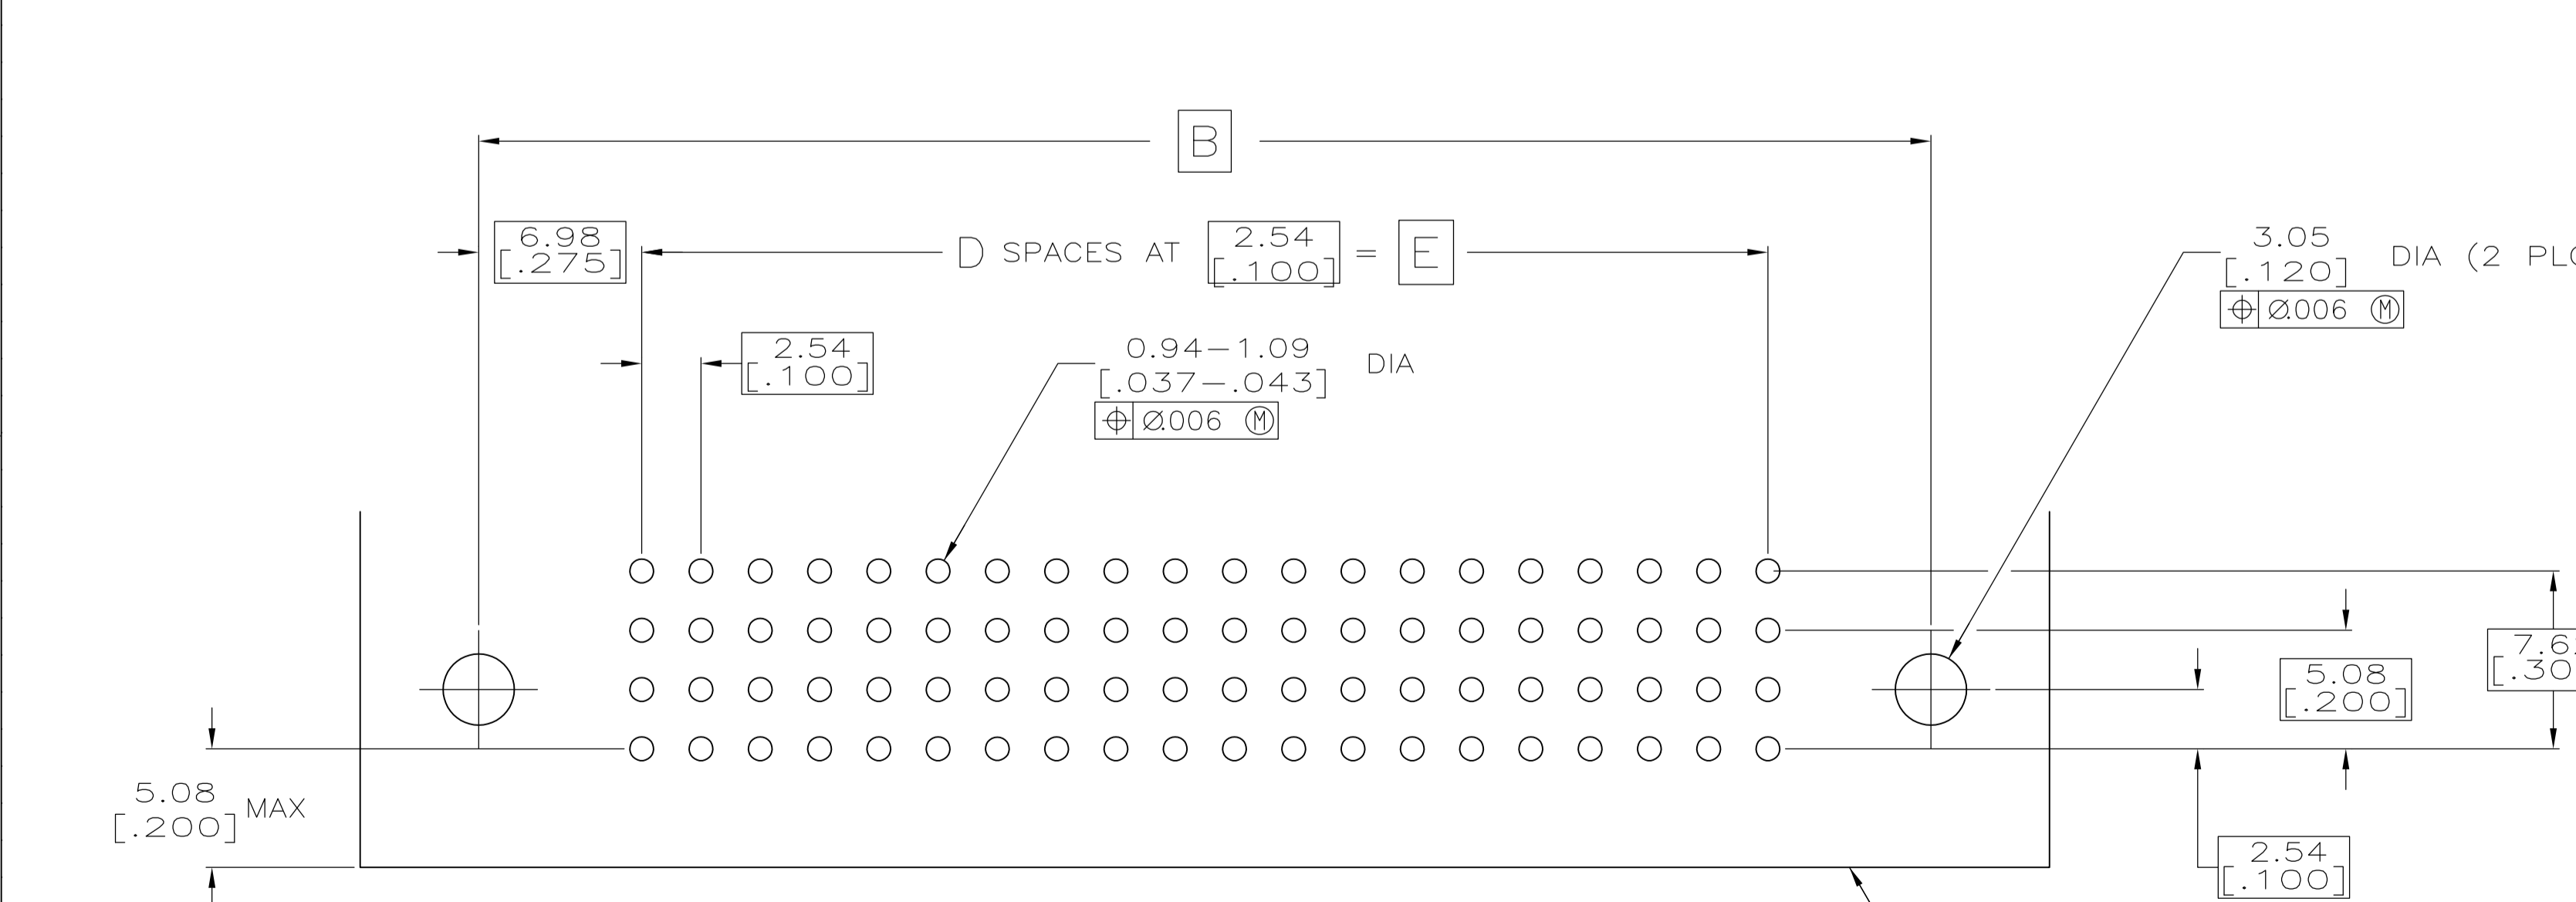 B
6.98
[.275]
D SPACES AT 2.54 = E
[.100]
3.05
[.120]
DIA (2
⌖ Ø.006 Ⓜ
2.54
[.100]
0.94-1.09
[.037-.043]
DIA
⌖ Ø.006 Ⓜ
5.08
[.200]
5.08
[.200]
MAX
2.54
[.100]